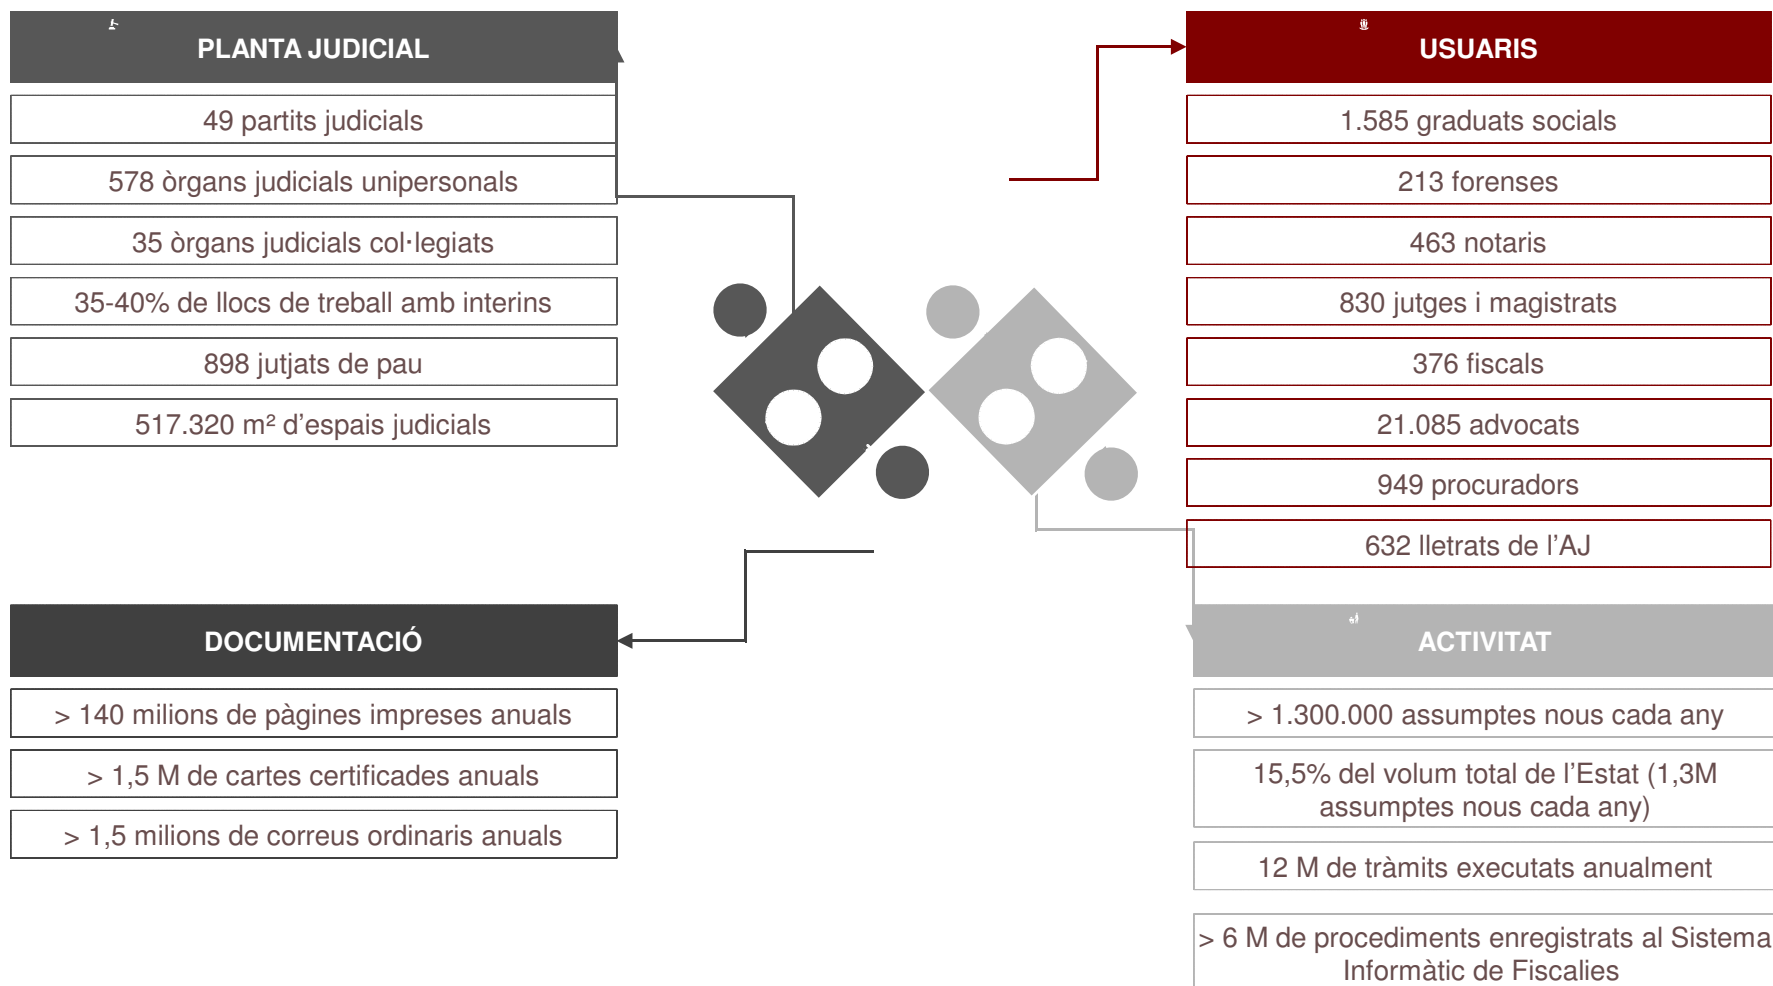 PLANTA JUDICIAL
49 partits judicials
578 òrgans judicials unipersonals
35 òrgans judicials col·legiats
35-40% de llocs de treball amb interins
898 jutjats de pau
517.320 m² d’espais judicials
USUARIS
1.585 graduats socials
213 forenses
463 notaris
830 jutges i magistrats
376 fiscals
21.085 advocats
949 procuradors
632 lletrats de l’AJ
DOCUMENTACIÓ
> 140 milions de pàgines impreses anuals
> 1,5 M de cartes certificades anuals
> 1,5 milions de correus ordinaris anuals
ACTIVITAT
> 1.300.000 assumptes nous cada any
15,5% del volum total de l’Estat (1,3M
assumptes nous cada any)
12 M de tràmits executats anualment
> 6 M de procediments enregistrats al Sistema
Informàtic de Fiscalies